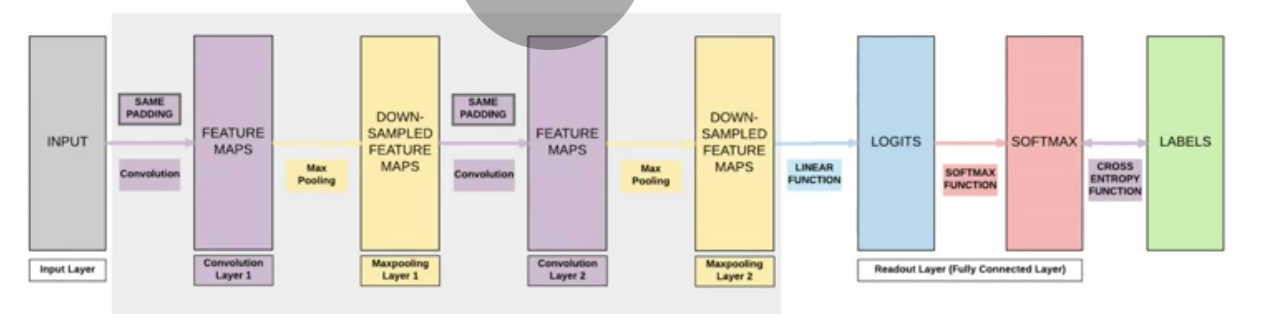 INPUT
Input Layer
SAME
PADDING
Convolution
FEATURE
MAPS
Convolution
Layer 1
Max
Pooling
DOWN-
SAMPLED
FEATURE
MAPS
Maxpooling
Layer 1
SAME
PADDING
Convolution
FEATURE
MAPS
Convolution
Layer 2
Max
Pooling
DOWN-
SAMPLED
FEATURE
MAPS
Maxpooling
Layer 2
LINEAR
FUNCTION
LOGITS
SOFTMAX
FUNCTION
SOFTMAX
Readout Layer (Fully Connected Layer)
CROSS
ENTROPY
FUNCTION
LABELS